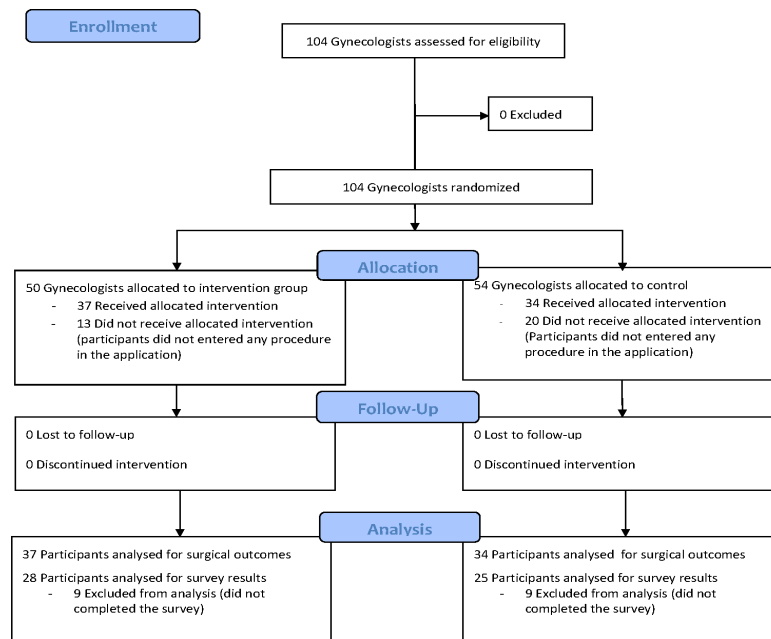 Enrollment
104 Gynecologists assessed for eligibility
0 Excluded
104 Gynecologists randomized
Allocation
50 Gynecologists allocated to intervention group
- 37 Received allocated intervention
- 13 Did not receive allocated intervention
(participants did not entered any procedure
in the application)
54 Gynecologists allocated to control
- 34 Received allocated intervention
- 20 Did not receive allocated intervention
(Participants did not entered any
procedure in the application)
Follow-Up
0 Lost to follow-up
0 Discontinued intervention
0 Lost to follow-up
0 Discontinued intervention
Analysis
37 Participants analysed for surgical outcomes
28 Participants analysed for survey results
- 9 Excluded from analysis (did not
completed the survey)
34 Participants analysed for surgical outcomes
25 Participants analysed for survey results
- 9 Excluded from analysis (did not
completed the survey)